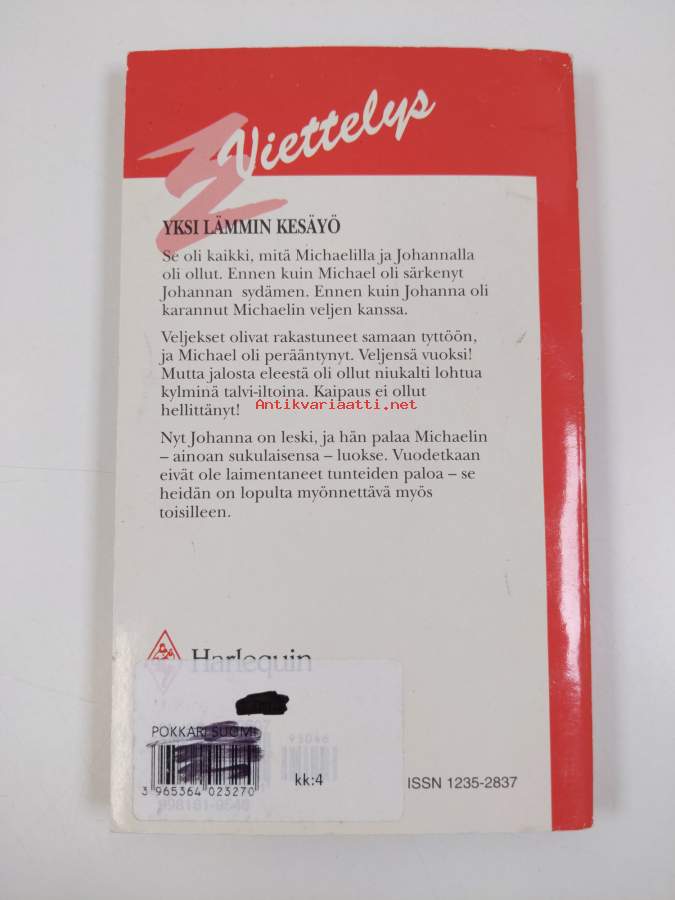 Viettelys
YKSI LÄMMIN KESÄYÖ
Se oli kaikki, mitä Michaelilla ja Johannalla
oli ollut. Ennen kuin Michael oli särkenyt
Johannan sydämen. Ennen kuin Johanna oli
karannut Michaelin veljen kanssa.
Veljekset olivat rakastuneet samaan tyttöön,
ja Michael oli perääntynyt. Veljensä vuoksi!
Mutta jalosta eleestä oli ollut niukalti lohtua
kylminä talvi-iltoina. Kaipaus ei ollut
hellittänyt!
Antikvariaatti.net
Nyt Johanna on leski, ja hän palaa Michaelin
– ainoan sukulaisensa – luokse. Vuodetkaan
eivät ole laimentaneet tunteiden paloa – se
heidän on lopulta myönnettävä myös
toisilleen.
Harlequin
POKKARI SUOMI
93046
3 965364 023270
kk:4
ISSN 1235-2837